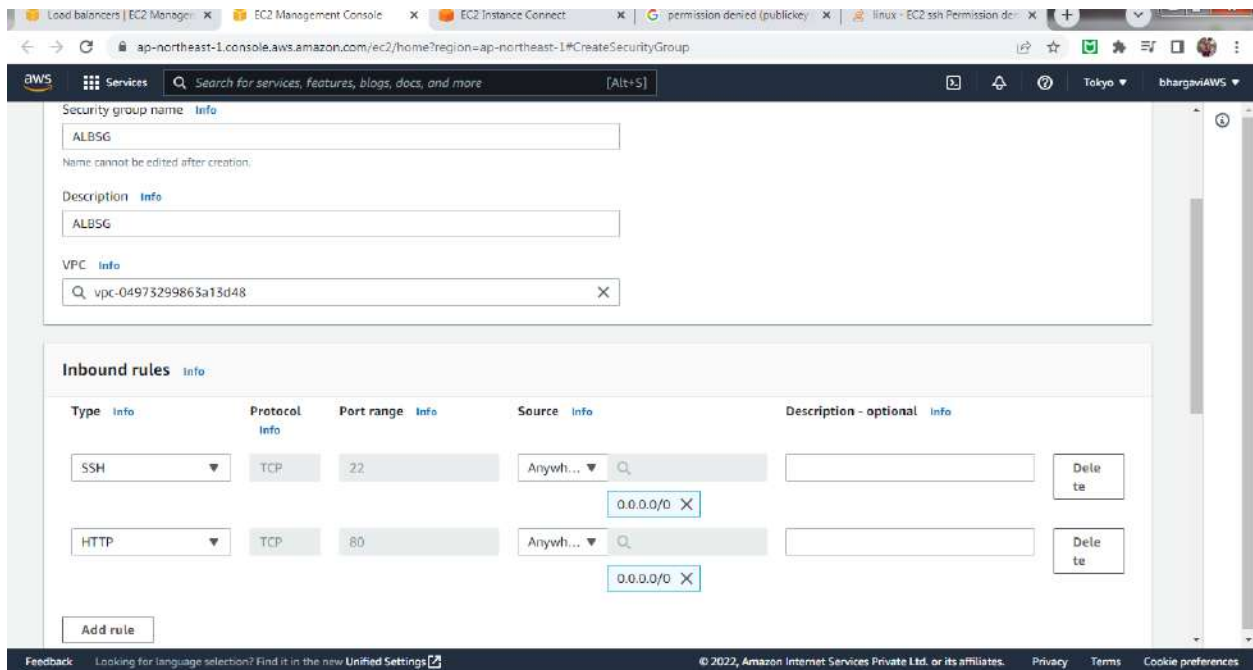 Load balancers | EC2 Manager
EC2 Management Console
EC2 Instance Connect
permission denied (publickey
linux - EC2 ssh Permission der
ap-northeast-1.console.aws.amazon.com/ec2/home?region=ap-northeast-1#CreateSecurityGroup
aws Services Search for services, features, blogs, docs, and more [Alt+S] Tokyo bhargaviAWS
Security group name Info
ALBSG
Name cannot be edited after creation.
Description Info
ALBSG
VPC Info
vpc-04973299863a13d48
Inbound rules Info
Type Info Protocol Info Port range Info Source Info Description - optional Info
SSH TCP 22 Anywh... Delete
0.0.0.0/0
HTTP TCP 80 Anywh... Delete
0.0.0.0/0
Add rule
Feedback Looking for language selection? Find it in the new Unified Settings © 2022, Amazon Internet Services Private Ltd. or its affiliates. Privacy Terms Cookie preferences